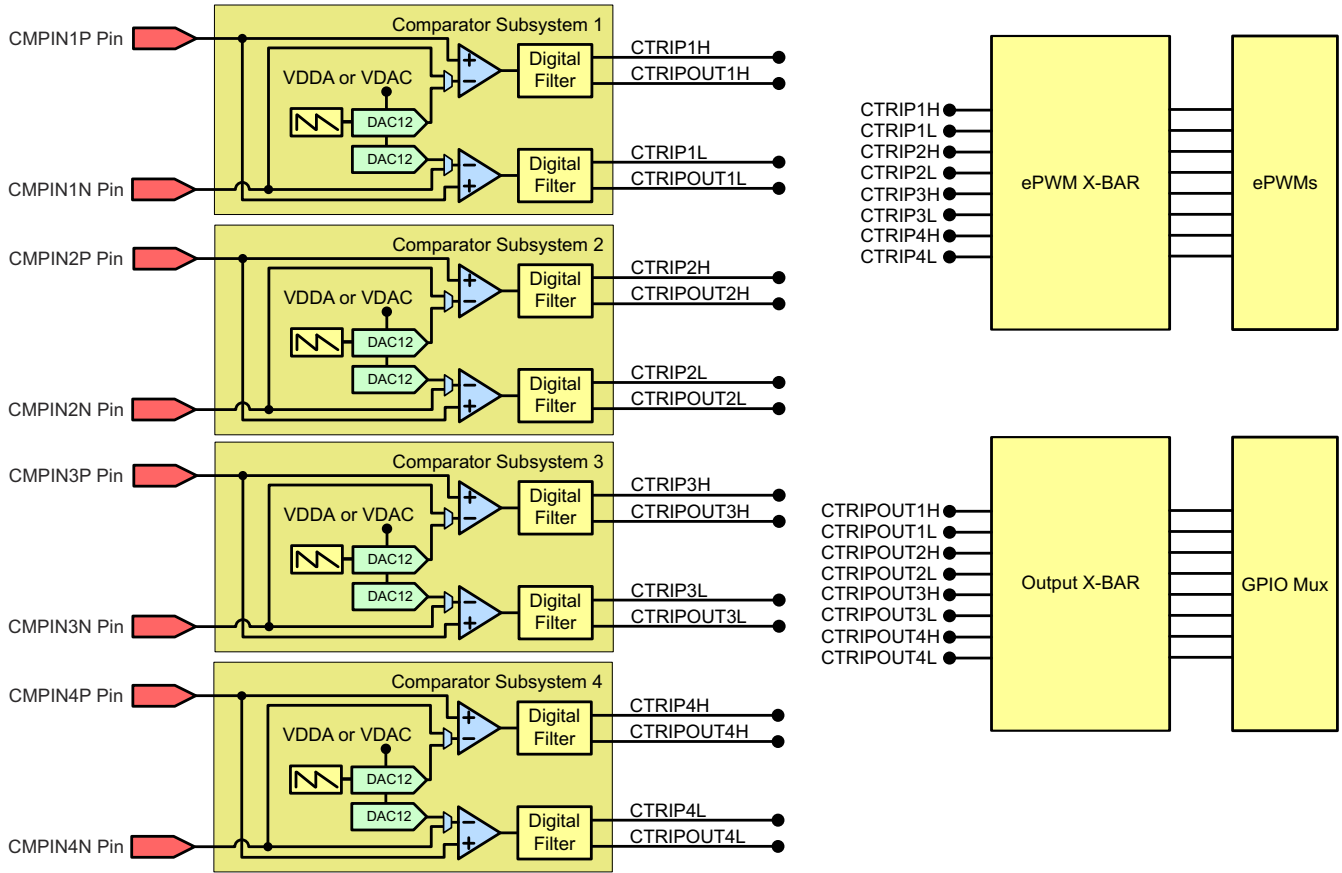 CMPIN1P Pin
Comparator Subsystem 1
VDDA or VDAC
DAC12
DAC12
+
−
−
+
Digital
Filter
Digital
Filter
CTRIP1H
CTRIPOUT1H
CTRIP1L
CTRIPOUT1L
CMPIN1N Pin
CMPIN2P Pin
Comparator Subsystem 2
VDDA or VDAC
DAC12
DAC12
+
−
−
+
Digital
Filter
Digital
Filter
CTRIP2H
CTRIPOUT2H
CTRIP2L
CTRIPOUT2L
CMPIN2N Pin
CMPIN3P Pin
Comparator Subsystem 3
VDDA or VDAC
DAC12
DAC12
+
−
−
+
Digital
Filter
Digital
Filter
CTRIP3H
CTRIPOUT3H
CTRIP3L
CTRIPOUT3L
CMPIN3N Pin
CMPIN4P Pin
Comparator Subsystem 4
VDDA or VDAC
DAC12
DAC12
+
−
−
+
Digital
Filter
Digital
Filter
CTRIP4H
CTRIPOUT4H
CTRIP4L
CTRIPOUT4L
CMPIN4N Pin
CTRIP1H
CTRIP1L
CTRIP2H
CTRIP2L
CTRIP3H
CTRIP3L
CTRIP4H
CTRIP4L
ePWM X-BAR
ePWMs
CTRIPOUT1H
CTRIPOUT1L
CTRIPOUT2H
CTRIPOUT2L
CTRIPOUT3H
CTRIPOUT3L
CTRIPOUT4H
CTRIPOUT4L
Output X-BAR
GPIO Mux